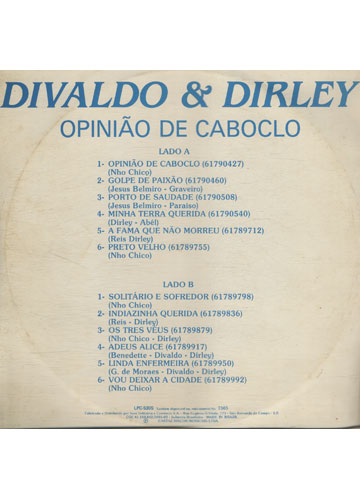 DIVALDO & DIRLEY
OPINIÃO DE CABOCLO
LADO A
1- OPINIÃO DE CABOCLO (61790427)
(Nho Chico)
2- GOLPE DE PAIXÃO (61790460)
(Jesus Belmiro - Graveiro)
3- PORTO DE SAUDADE (61790508)
(Jesus Belmiro - Paraiso)
4- MINHA TERRA QUERIDA (61790540)
(Dirley - Abèl)
5- A FAMA QUE NÃO MORREU (61789712)
(Reis Dirley)
6- PRETO VELHO (61789755)
(Nho Chico)
LADO B
1- SOLITÁRIO E SOFREDOR (61789798)
(Nho Chico)
2- INDIAZINHA QUERIDA (61789836)
(Reis - Dirley)
3- OS TRES VÉUS (61789879)
(Nho Chico - Dirley)
4- ADEUS ALICE (61789917)
(Benedette - Divaldo - Dirley)
5- LINDA ENFERMEIRA (61789950)
(G. de Moraes - Divaldo - Dirley)
6- VOU DEIXAR A CIDADE (61789992)
(Nho Chico)
1985